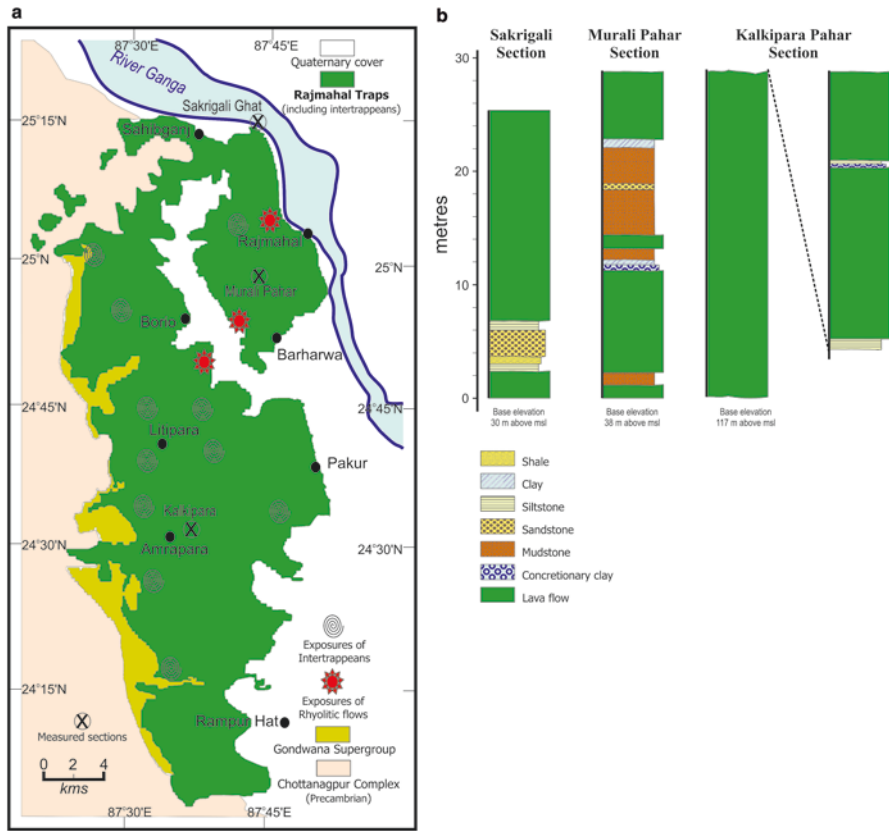 a
87°30'E
87°45'E
River Ganga
Quaternary cover
Rajmahal Traps
(including intertrappeans)
Sakrigali Ghat
X
25°15'N
Sahibganj
25°N
Rajmahal
25°N
X
Murali Pahar
Boria
Barharwa
24°45'N
24°45'N
Litipara
Pakur
Kalkipara
X
Amrapara
24°30'N
24°30'N
Exposures of
Intertrappeans
Exposures of
Rhyolitic flows
24°15'N
Rampur Hat
X
Measured sections
Gondwana Supergroup
0 2 4
kms
Chottanagpur Complex
(Precambrian)
87°30'E
87°45'E
b
Sakrigali
Section
Murali Pahar
Section
Kalkipara Pahar
Section
30
20
metres
10
0
Base elevation
30 m above msl
Base elevation
38 m above msl
Base elevation
117 m above msl
Shale
Clay
Siltstone
Sandstone
Mudstone
Concretionary clay
Lava flow